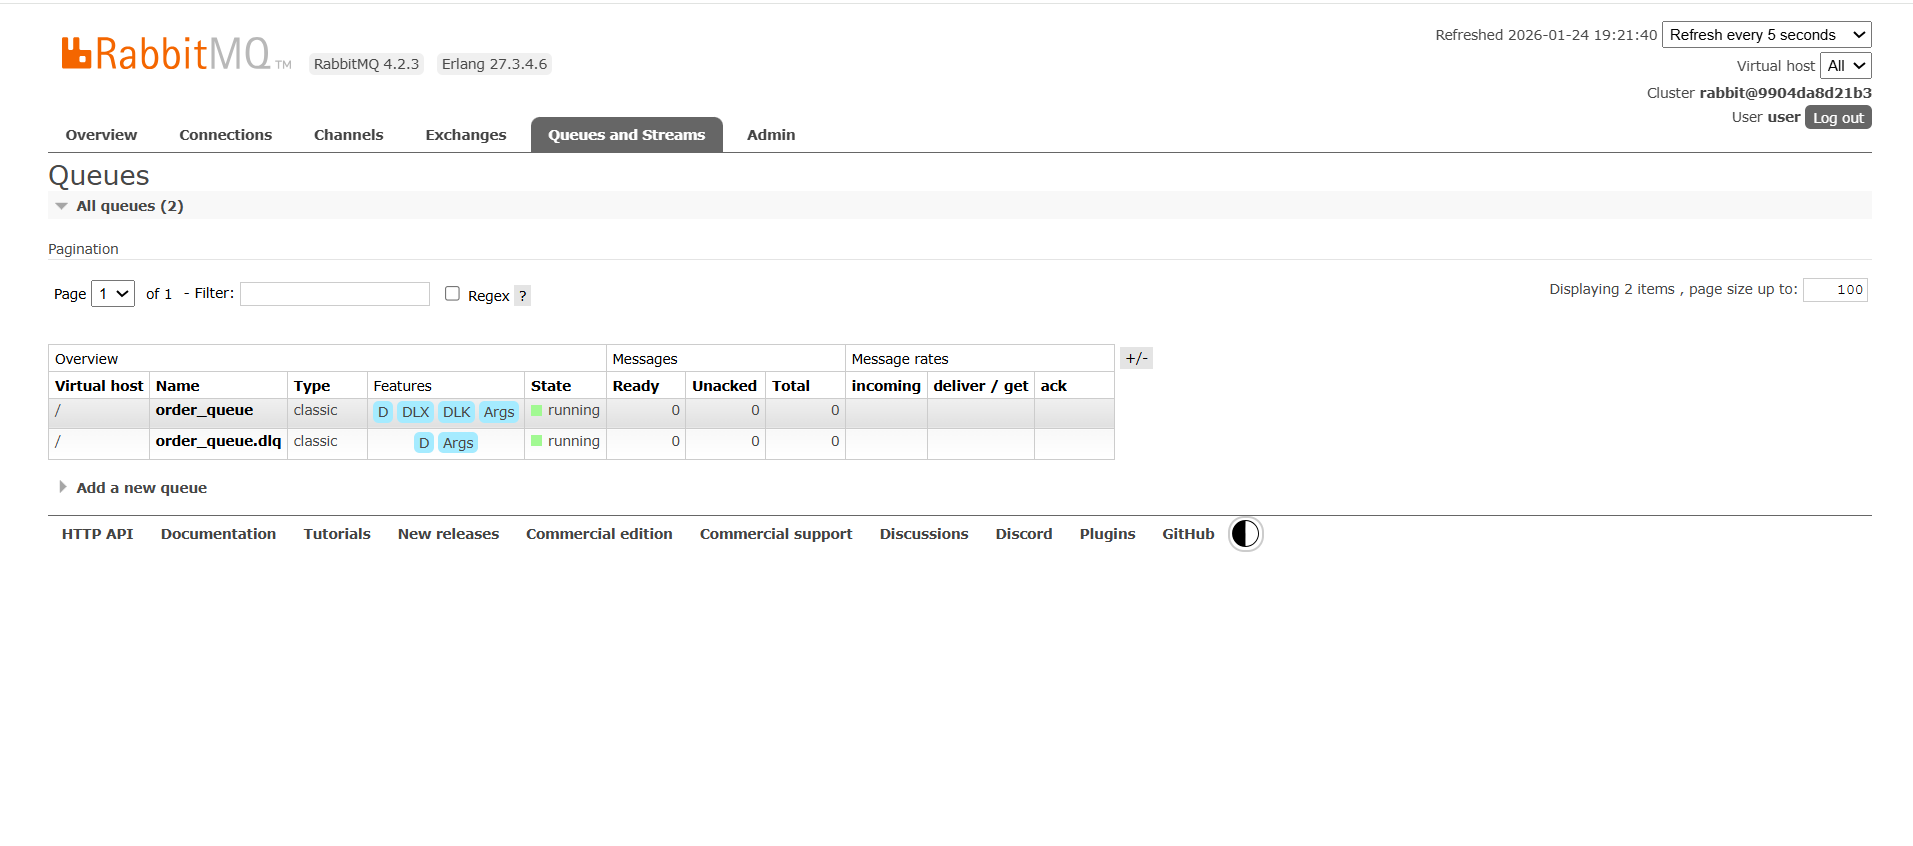 RabbitMQ TM RabbitMQ 4.2.3 Erlang 27.3.4.6
Refreshed 2026-01-24 19:21:40 Refresh every 5 seconds
Virtual host All
Cluster rabbit@9904da8d21b3
User user Log out
Overview Connections Channels Exchanges Queues and Streams Admin
Queues
All queues (2)
Pagination
Page 1 of 1 - Filter: Regex ? Displaying 2 items , page size up to: 100
Overview Messages Message rates +/-
Virtual host Name Type Features State Ready Unacked Total incoming deliver / get ack
/ order_queue classic D DLX DLK Args running 0 0 0
/ order_queue.dlq classic D Args running 0 0 0
Add a new queue
HTTP API Documentation Tutorials New releases Commercial edition Commercial support Discussions Discord Plugins GitHub